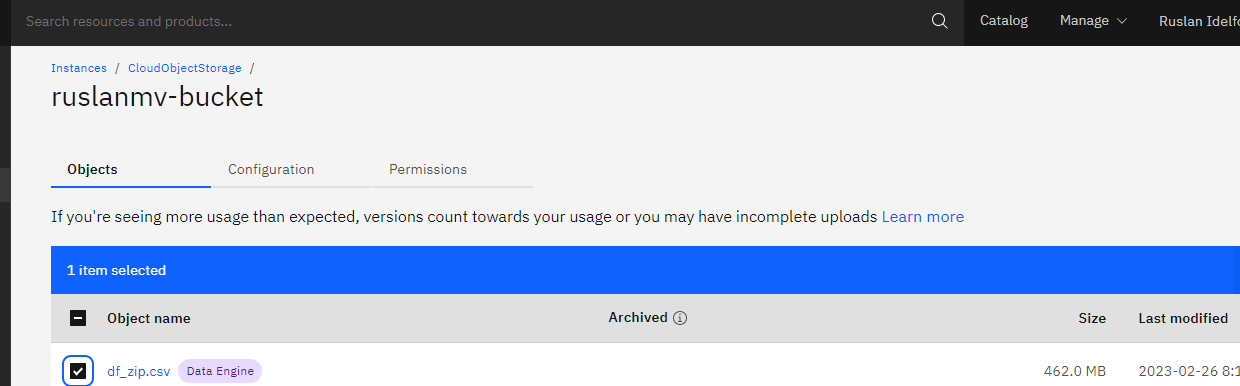 Search resources and products...
Catalog
Manage
Ruslan Idelfo
Instances / CloudObjectStorage /
ruslanmv-bucket
Objects
Configuration
Permissions
If you're seeing more usage than expected, versions count towards your usage or you may have incomplete uploads Learn more
1 item selected
Object name
Archived
Size
Last modified
df_zip.csv
Data Engine
462.0 MB
2023-02-26 8:1